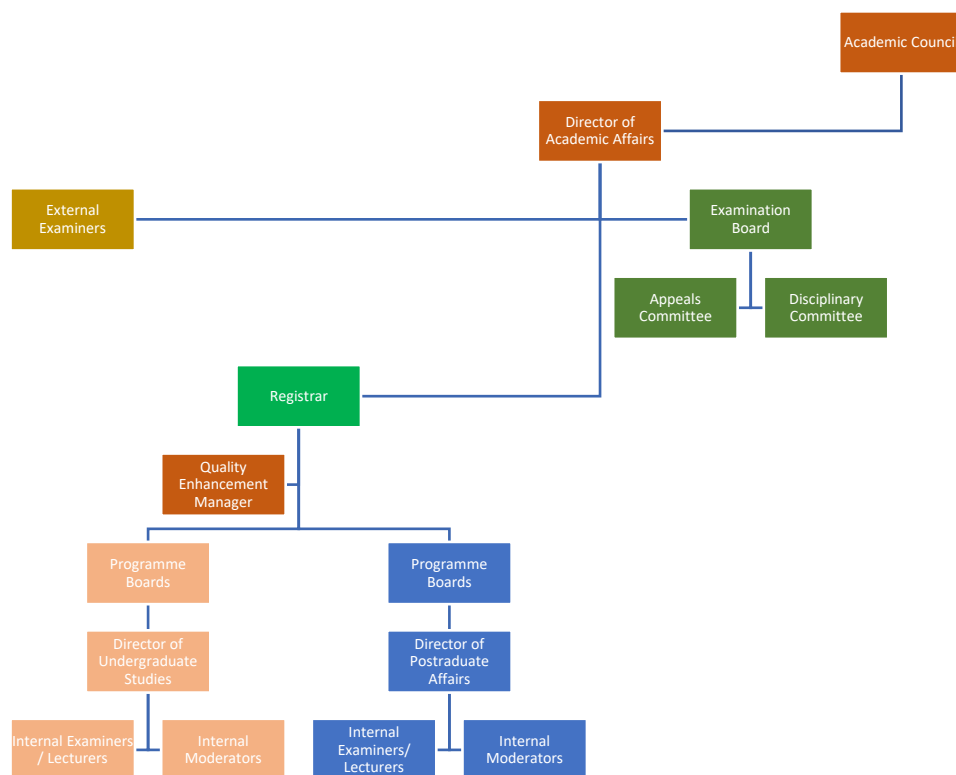 Academic Counci
Director of
Academic Affairs
External
Examiners
Examination
Board
Appeals
Committee
Disciplinary
Committee
Registrar
Quality
Enhancement
Manager
Programme
Boards
Programme
Boards
Director of
Undergraduate
Studies
Director of
Postraduate
Affairs
Internal Examiners
/ Lecturers
Internal
Moderators
Internal
Examiners/
Lecturers
Internal
Moderators